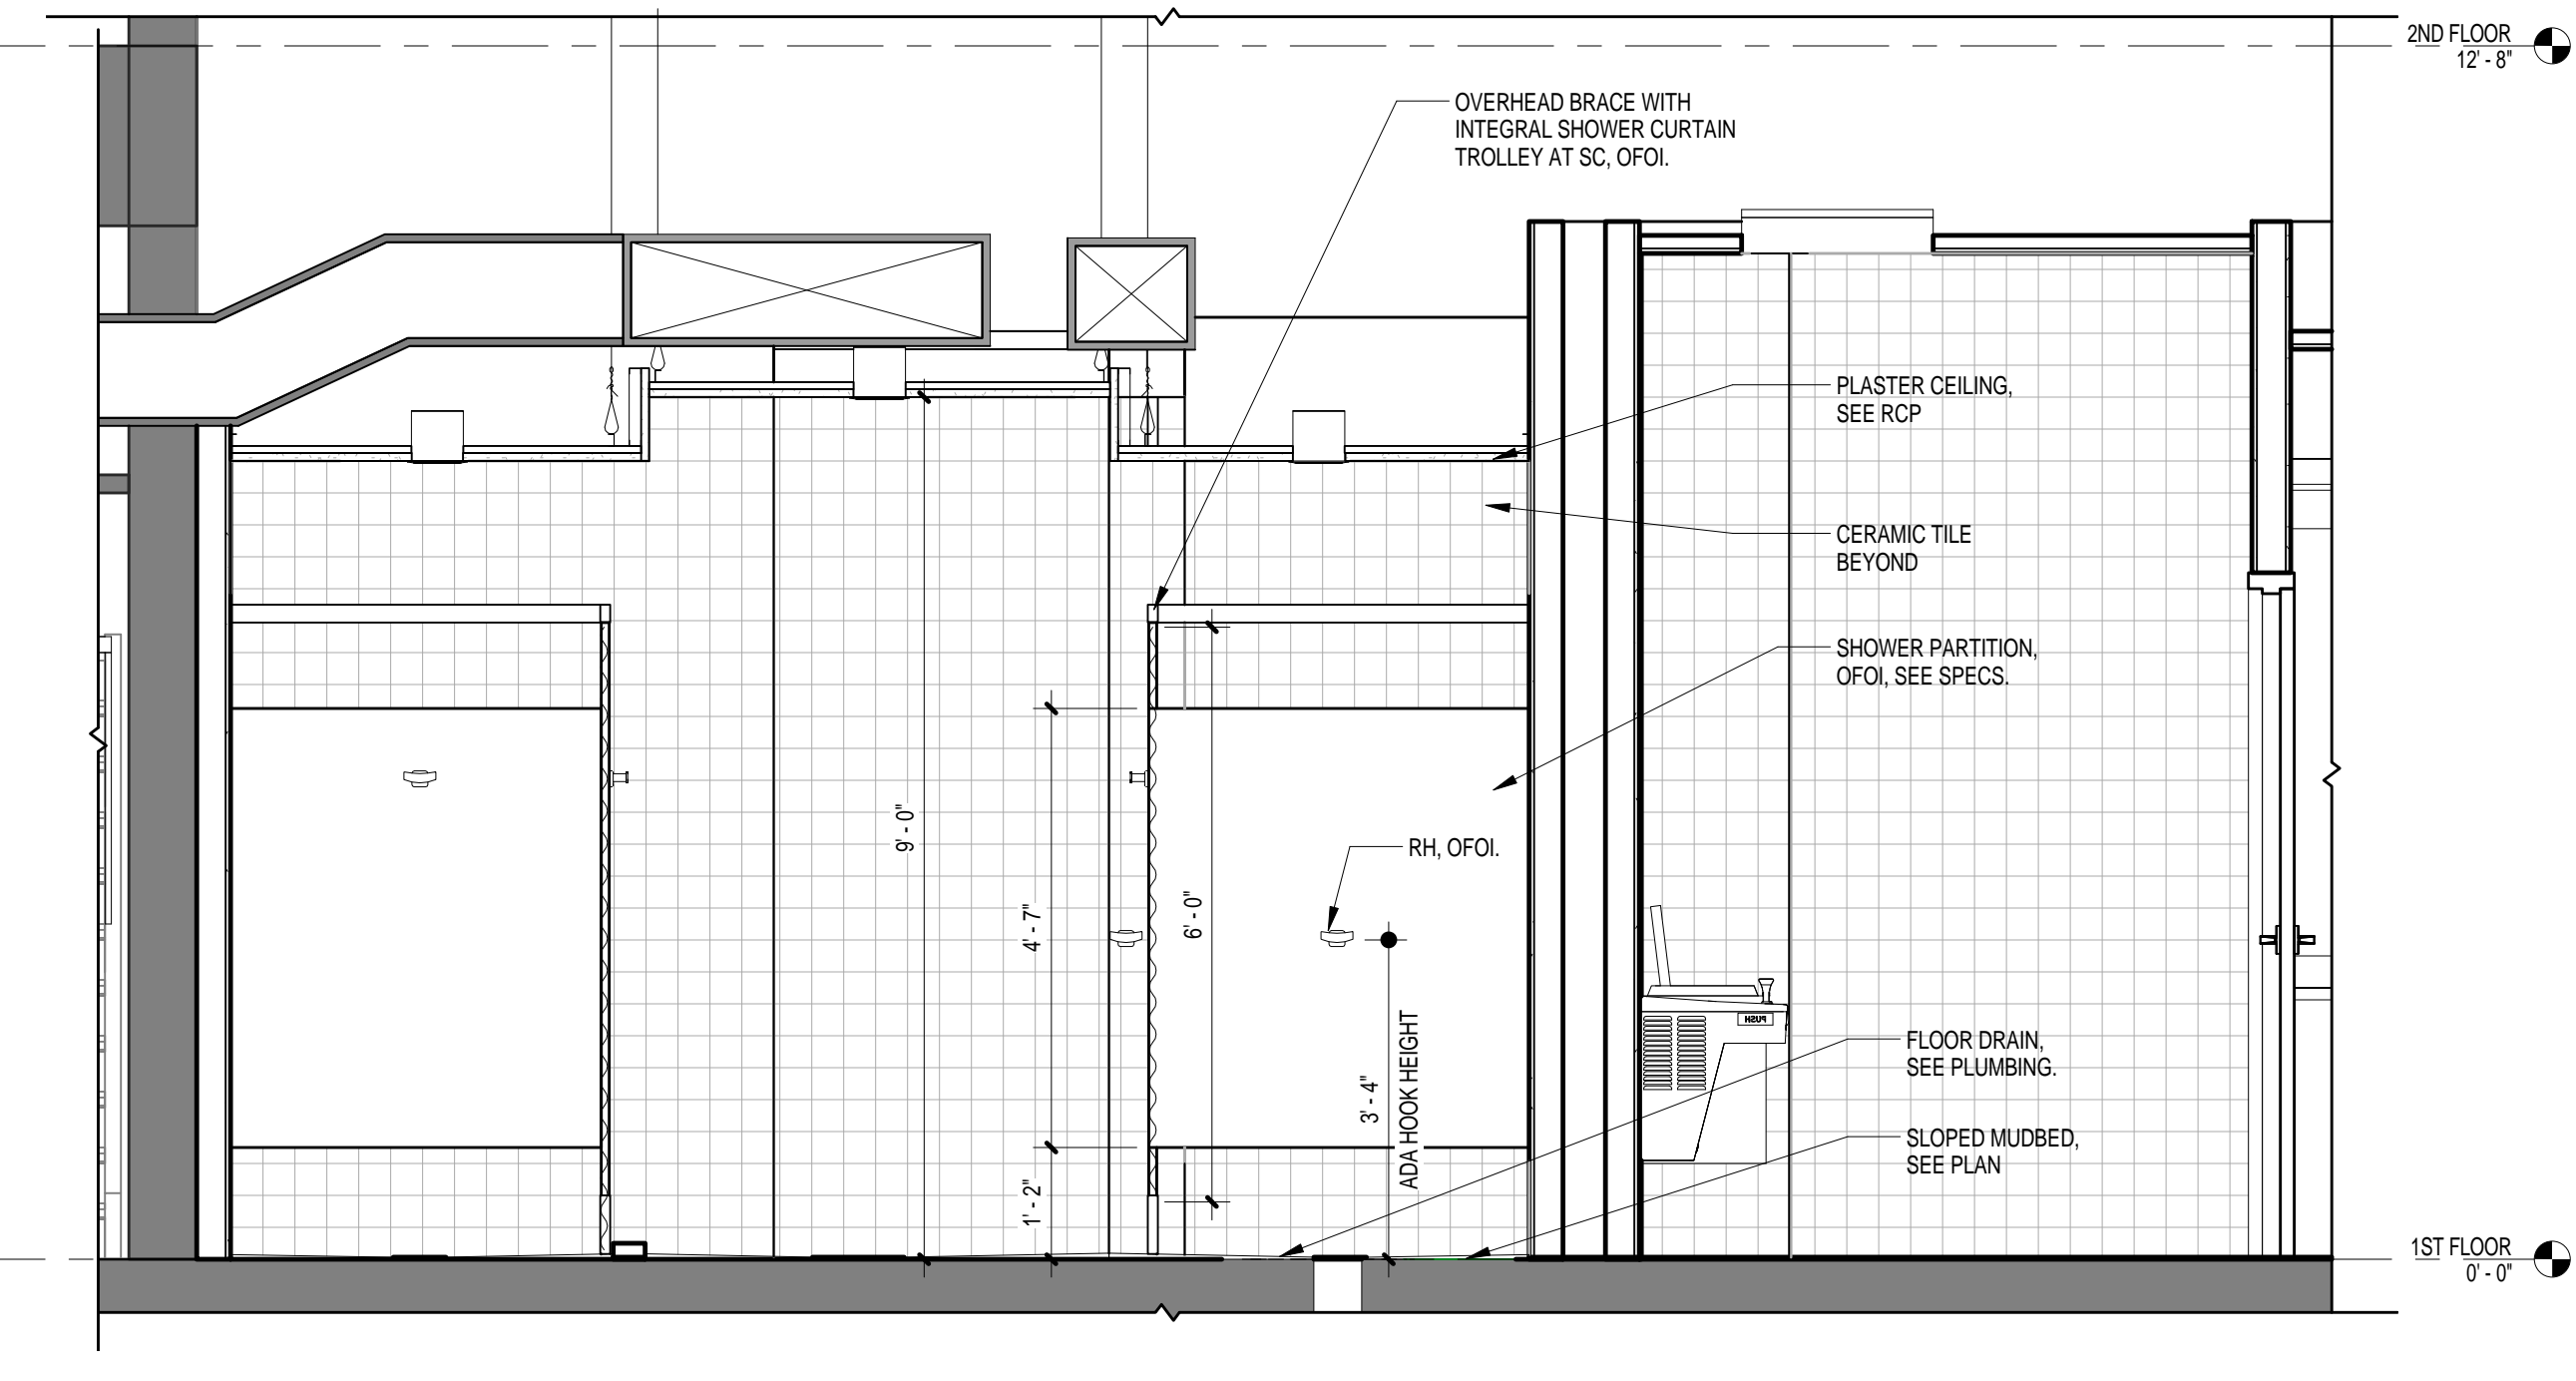 2ND FLOOR
12' - 8"
OVERHEAD BRACE WITH
INTEGRAL SHOWER CURTAIN
TROLLEY AT SC, OFOI.
PLASTER CEILING,
SEE RCP
CERAMIC TILE
BEYOND
SHOWER PARTITION,
OFOI, SEE SPECS.
9' - 0"
RH, OFOI.
4' - 7"
6' - 0"
PUSH
3' - 4"
ADA HOOK HEIGHT
FLOOR DRAIN,
SEE PLUMBING.
1' - 2"
SLOPED MUDBED,
SEE PLAN
1ST FLOOR
0' - 0"